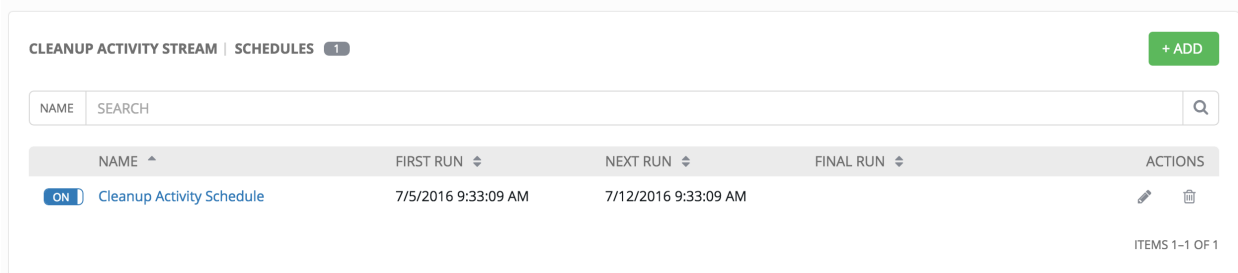 CLEANUP ACTIVITY STREAM | SCHEDULES 1
+ ADD
NAME SEARCH
NAME FIRST RUN NEXT RUN FINAL RUN ACTIONS
ON Cleanup Activity Schedule 7/5/2016 9:33:09 AM 7/12/2016 9:33:09 AM
ITEMS 1–1 OF 1